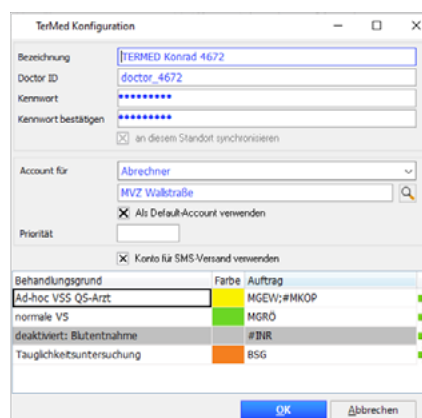 TerMed Konfiguration
Bezeichnung TERMED Konrad 4672
Doctor ID doctor_4672
Kennwort •••••••••
Kennwort bestätigen •••••••••
an diesem Standort synchronisieren
Account für Abrechner
MVZ Wallstraße
Als Default-Account verwenden
Priorität
Konto für SMS-Versand verwenden
Behandlungsgrund Farbe Auftrag
Ad-hoc VSS QS-Arzt MGEW;#MKOP
normale VS MGRÖ
deaktiviert: Blutentnahme #INR
Tauglichkeitsuntersuchung BSG
OK Abbrechen